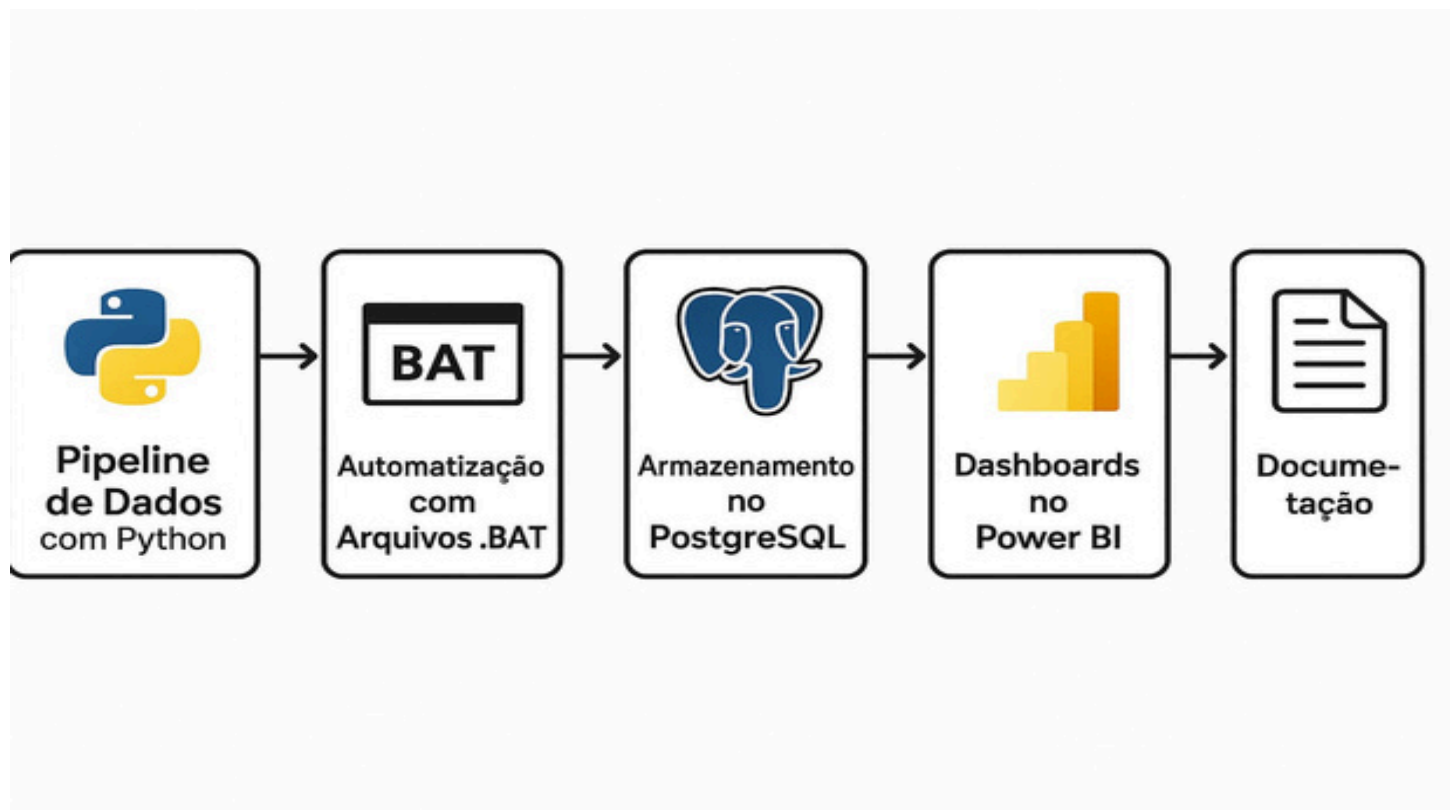 Pipeline
de Dados
com Python
BAT
Automatização
com
Arquivos .BAT
Armazenamento
no
PostgreSQL
Dashboards
no
Power BI
Docume-
tação